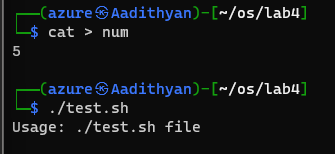 ┌──(azure㉿Aadithyan)-[~/os/lab4]
└─$ cat > num
5
┌──(azure㉿Aadithyan)-[~/os/lab4]
└─$ ./test.sh
Usage: ./test.sh file